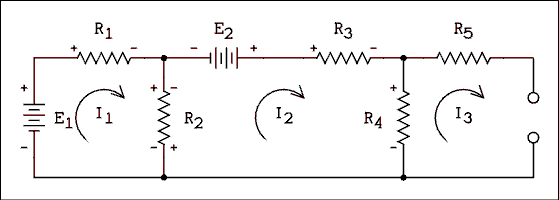 R1 E2 R3 R5
+ - - + + -
+ + - +
E1 I1 R2 I2 R4 I3
- - + -